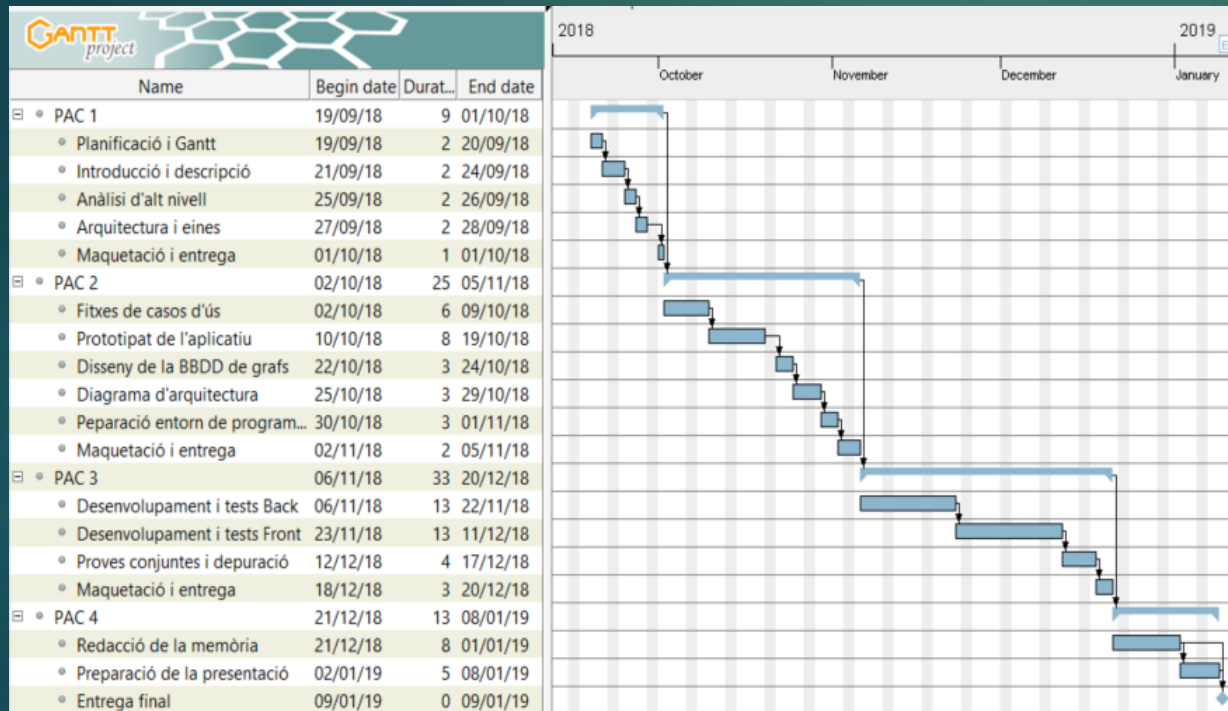 GANTT
project
2018
2019
October
November
December
January
Name Begin date Durat... End date
PAC 1 19/09/18 9 01/10/18
Planificació i Gantt 19/09/18 2 20/09/18
Introducció i descripció 21/09/18 2 24/09/18
Anàlisi d'alt nivell 25/09/18 2 26/09/18
Arquitectura i eines 27/09/18 2 28/09/18
Maquetació i entrega 01/10/18 1 01/10/18
PAC 2 02/10/18 25 05/11/18
Fitxes de casos d'ús 02/10/18 6 09/10/18
Prototipat de l'aplicatiu 10/10/18 8 19/10/18
Disseny de la BBDD de grafs 22/10/18 3 24/10/18
Diagrama d'arquitectura 25/10/18 3 29/10/18
Peparació entorn de program... 30/10/18 3 01/11/18
Maquetació i entrega 02/11/18 2 05/11/18
PAC 3 06/11/18 33 20/12/18
Desenvolupament i tests Back 06/11/18 13 22/11/18
Desenvolupament i tests Front 23/11/18 13 11/12/18
Proves conjuntes i depuració 12/12/18 4 17/12/18
Maquetació i entrega 18/12/18 3 20/12/18
PAC 4 21/12/18 13 08/01/19
Redacció de la memòria 21/12/18 8 01/01/19
Preparació de la presentació 02/01/19 5 08/01/19
Entrega final 09/01/19 0 09/01/19